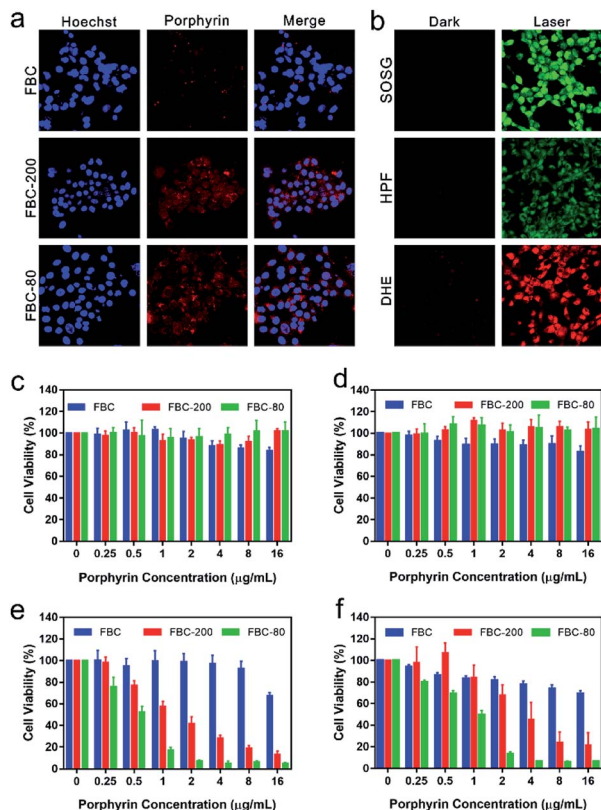 a
Hoechst Porphyrin Merge
FBC
FBC-200
FBC-80
b
Dark Laser
SOSG
HPF
DHE
c
FBC FBC-200 FBC-80
Cell Viability (%)
140
120
100
80
60
40
20
0
0 0.25 0.5 1 2 4 8 16
Porphyrin Concentration (μg/mL)
d
FBC FBC-200 FBC-80
Cell Viability (%)
140
120
100
80
60
40
20
0
0 0.25 0.5 1 2 4 8 16
Porphyrin Concentration (μg/mL)
e
FBC FBC-200 FBC-80
Cell Viability (%)
140
120
100
80
60
40
20
0
0 0.25 0.5 1 2 4 8 16
Porphyrin Concentration (μg/mL)
f
FBC FBC-200 FBC-80
Cell Viability (%)
140
120
100
80
60
40
20
0
0 0.25 0.5 1 2 4 8 16
Porphyrin Concentration (μg/mL)